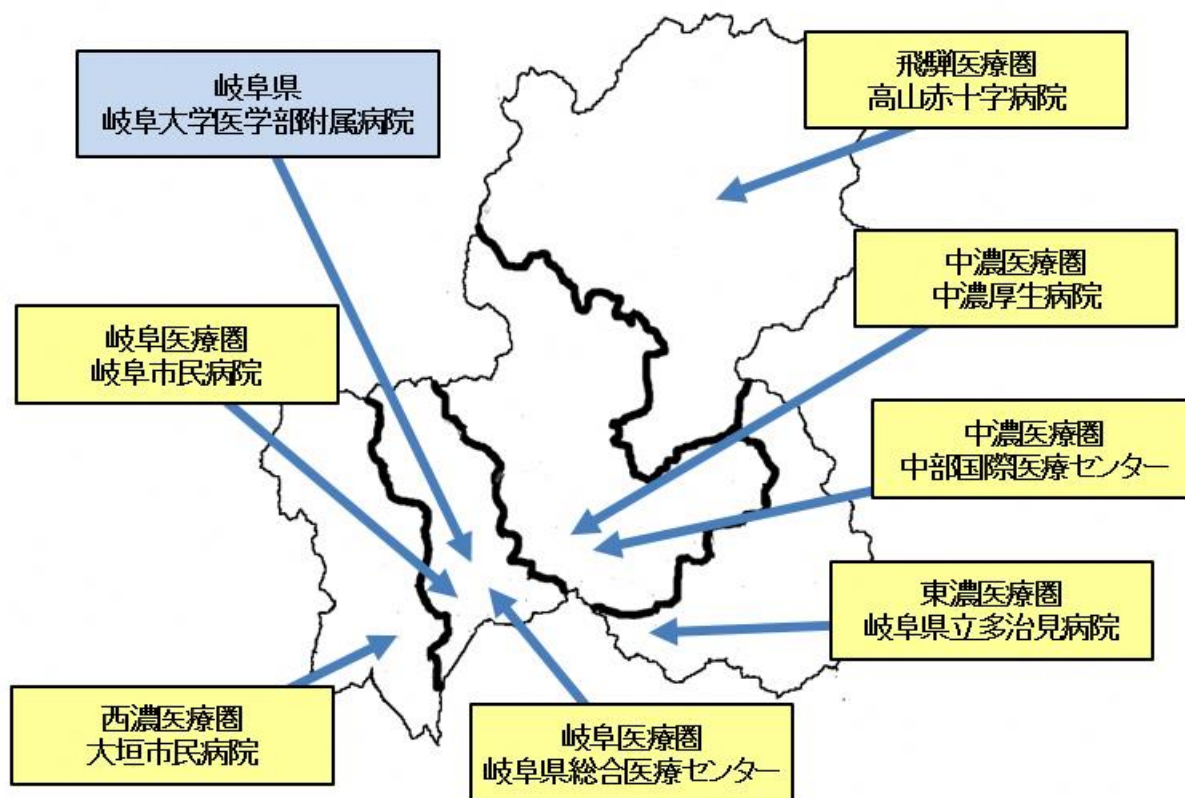 岐阜県
岐阜大学医学部附属病院
飛騨医療圏
高山赤十字病院
中濃医療圏
中濃厚生病院
岐阜医療圏
岐阜市民病院
中濃医療圏
中部国際医療センター
東濃医療圏
岐阜県立多治見病院
西濃医療圏
大垣市民病院
岐阜医療圏
岐阜県総合医療センター